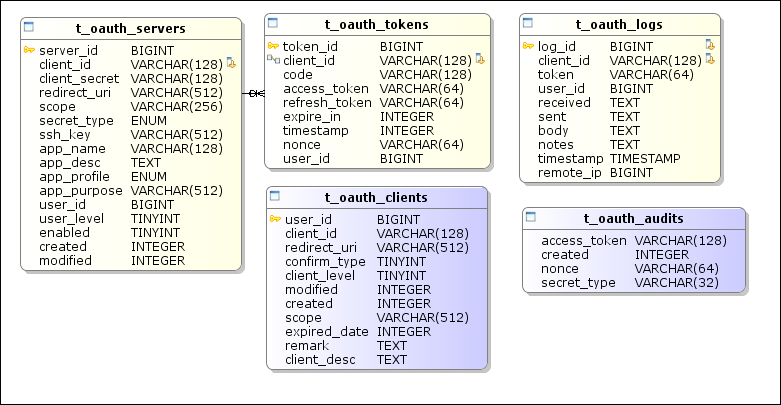 t_oauth_servers
server_id BIGINT
client_id VARCHAR(128)
client_secret VARCHAR(128)
redirect_uri VARCHAR(512)
scope VARCHAR(256)
secret_type ENUM
ssh_key VARCHAR(512)
app_name VARCHAR(128)
app_desc TEXT
app_profile ENUM
app_purpose VARCHAR(512)
user_id BIGINT
user_level TINYINT
enabled TINYINT
created INTEGER
modified INTEGER
t_oauth_tokens
token_id BIGINT
client_id VARCHAR(128)
code VARCHAR(128)
access_token VARCHAR(64)
refresh_token VARCHAR(64)
expire_in INTEGER
timestamp INTEGER
nonce VARCHAR(64)
user_id BIGINT
t_oauth_logs
log_id BIGINT
client_id VARCHAR(128)
token VARCHAR(64)
user_id BIGINT
received TEXT
sent TEXT
body TEXT
notes TEXT
timestamp TIMESTAMP
remote_ip BIGINT
t_oauth_clients
user_id BIGINT
client_id VARCHAR(128)
redirect_uri VARCHAR(512)
confirm_type TINYINT
client_level TINYINT
modified INTEGER
created INTEGER
scope VARCHAR(512)
expired_date INTEGER
remark TEXT
client_desc TEXT
t_oauth_audits
access_token VARCHAR(128)
created INTEGER
nonce VARCHAR(64)
secret_type VARCHAR(32)